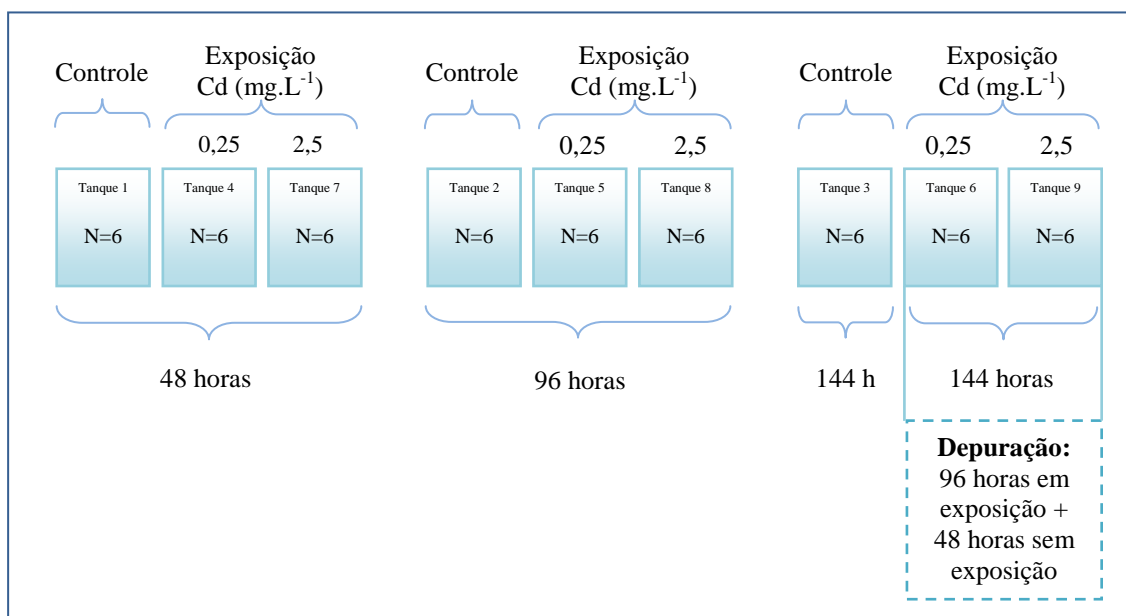 Controle
Exposição
Cd (mg.L-1)
0,25 2,5
Tanque 1 Tanque 4 Tanque 7
N=6 N=6 N=6
48 horas
Controle
Exposição
Cd (mg.L-1)
0,25 2,5
Tanque 2 Tanque 5 Tanque 8
N=6 N=6 N=6
96 horas
Controle
Exposição
Cd (mg.L-1)
0,25 2,5
Tanque 3 Tanque 6 Tanque 9
N=6 N=6 N=6
144 h 144 horas
Depuração:
96 horas em
exposição +
48 horas sem
exposição